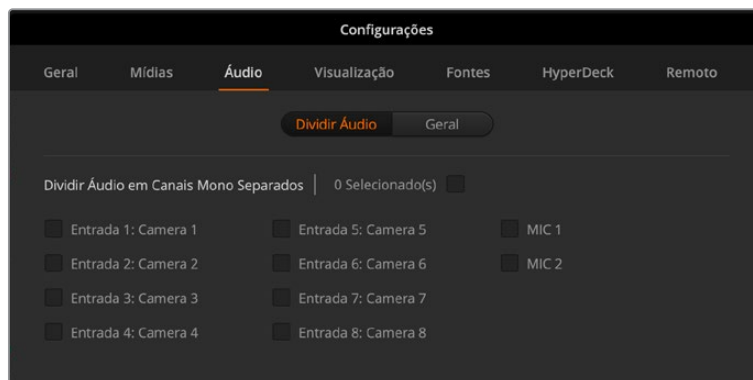 Configurações
Geral Mídias Áudio Visualização Fontes HyperDeck Remoto
Dividir Áudio Geral
Dividir Áudio em Canais Mono Separados 0 Selecionado(s)
Entrada 1: Camera 1 Entrada 5: Camera 5 MIC 1
Entrada 2: Camera 2 Entrada 6: Camera 6 MIC 2
Entrada 3: Camera 3 Entrada 7: Camera 7
Entrada 4: Camera 4 Entrada 8: Camera 8